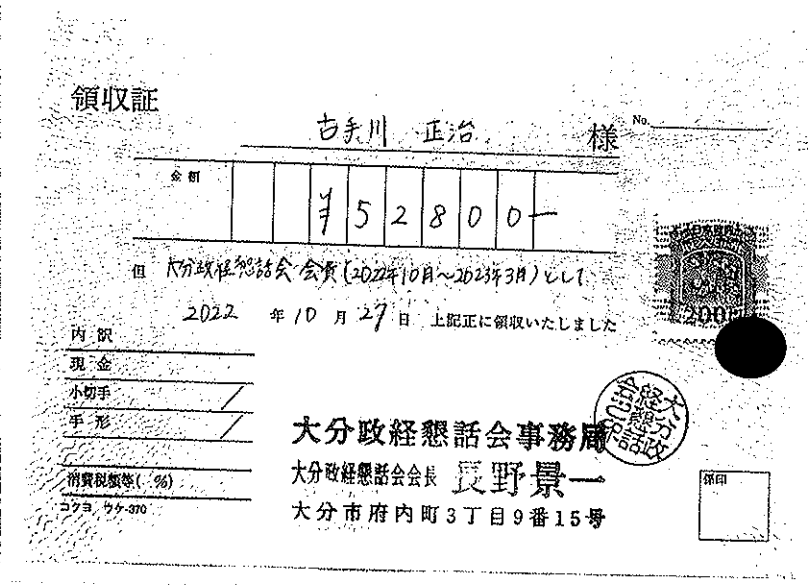 領収証
古手川 正治 様
No.
金額
¥52800-
但 大分政経懇話会会費(2022年10月~2023年3月)として
2022 年 10 月 27 日 上記正に領収いたしました
200円
内訳
現金
小切手
手形
消費税額等( %)
コクヨ ウケ-370
大分政経懇話会事務局
大分政経懇話会会長 長野景一
大分市府内町3丁目9番15号
係印